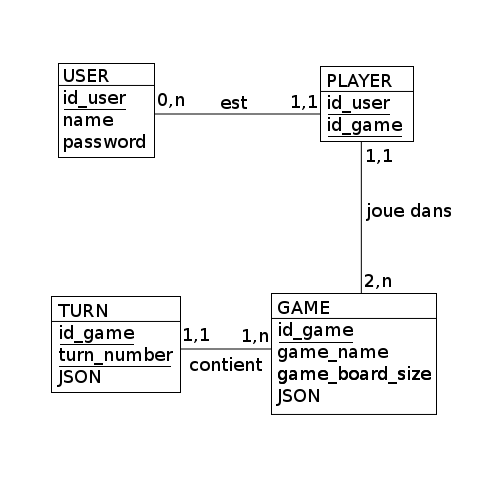 USER
id_user
name
password
0,n
est
1,1
PLAYER
id_user
id_game
1,1
joue dans
2,n
TURN
id_game
turn_number
JSON
1,1
contient
1,n
GAME
id_game
game_name
game_board_size
JSON